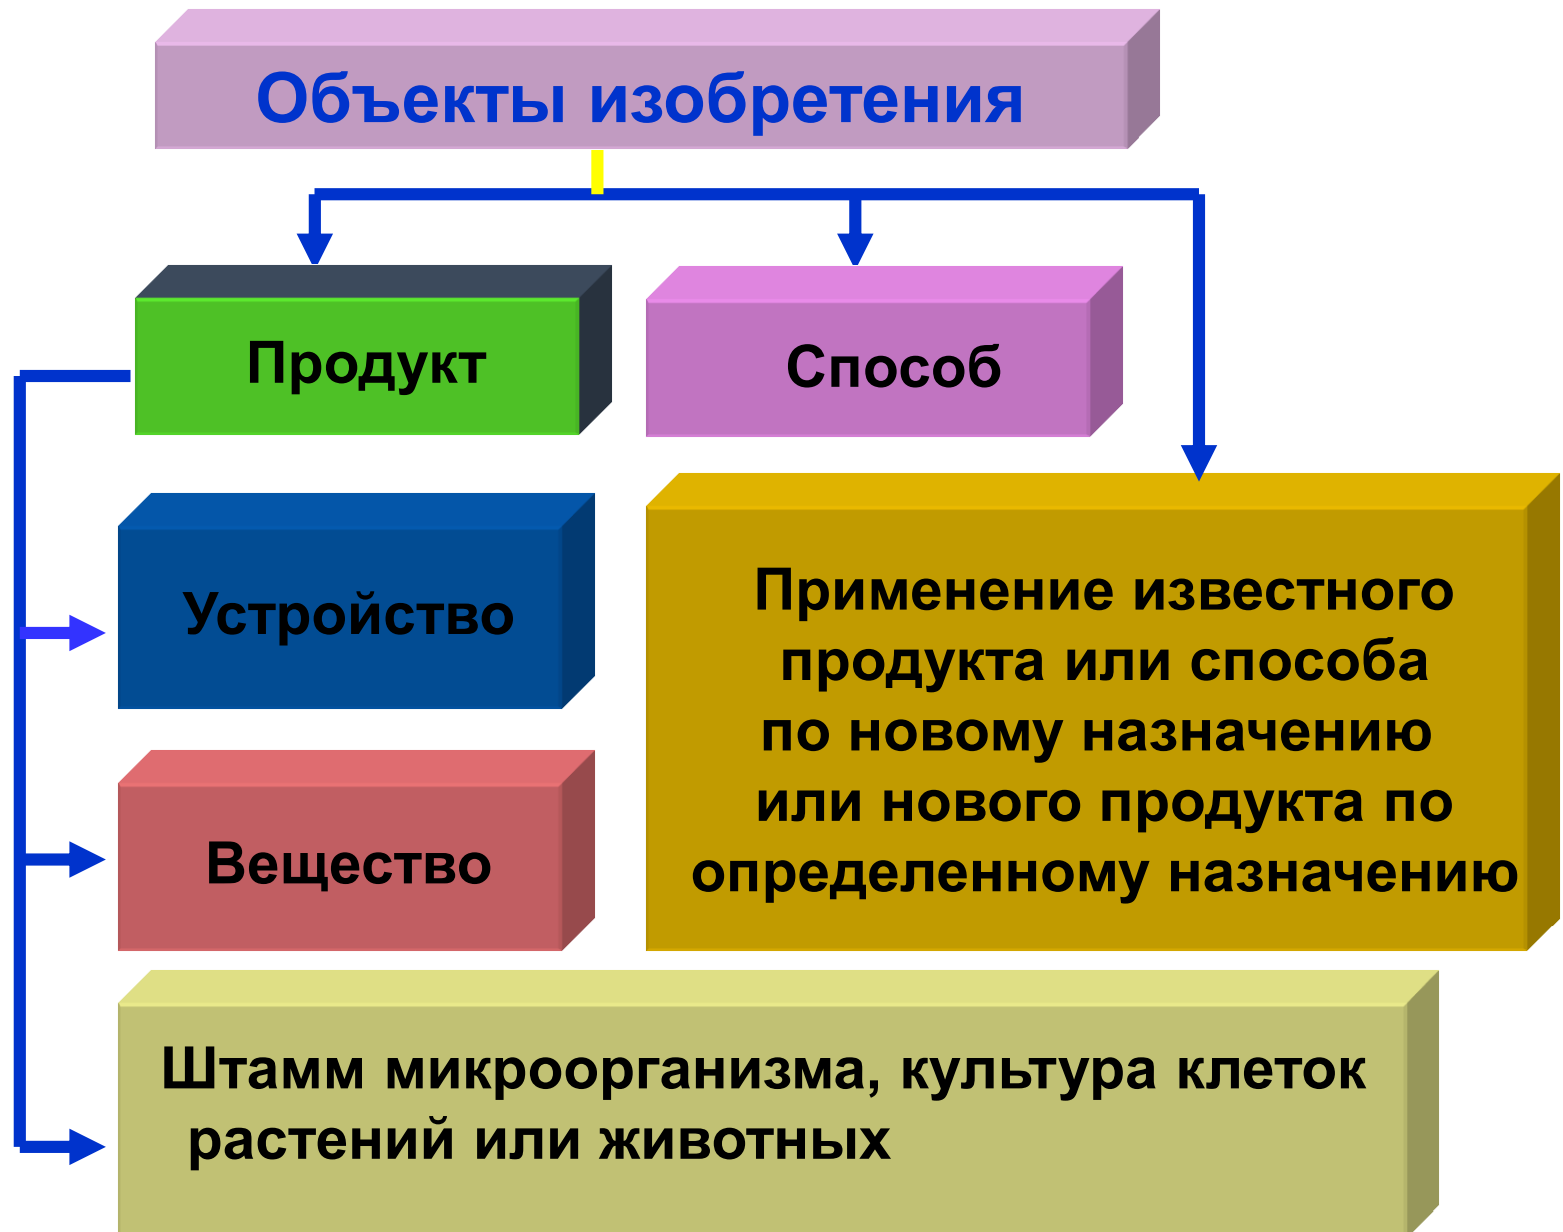 Объекты изобретения
Продукт
Способ
Устройство
Применение известного
продукта или способа
по новому назначению
или нового продукта по
определенному назначению
Вещество
Штамм микроорганизма, культура клеток
растений или животных